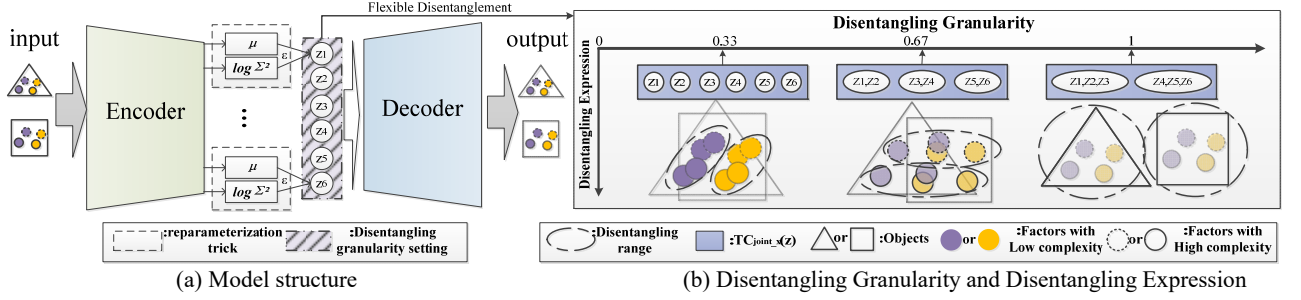 Flexible Disentanglement
input
Encoder
μ
log Σ²
ε
...
μ
log Σ²
ε
Z1
Z2
Z3
Z4
Z5
Z6
Decoder
output
:reparameterization
trick
:Disentangling
granularity setting
(a) Model structure
Disentangling Granularity
0
0.33
0.67
1
Disentangling Expression
Z1 Z2 Z3 Z4 Z5 Z6
Z1,Z2 Z3,Z4 Z5,Z6
Z1,Z2,Z3 Z4,Z5,Z6
:Disentangling
range
:TCjoint_x(z)
or :Objects
or :Factors with
Low complexity
or :Factors with
High complexity
(b) Disentangling Granularity and Disentangling Expression